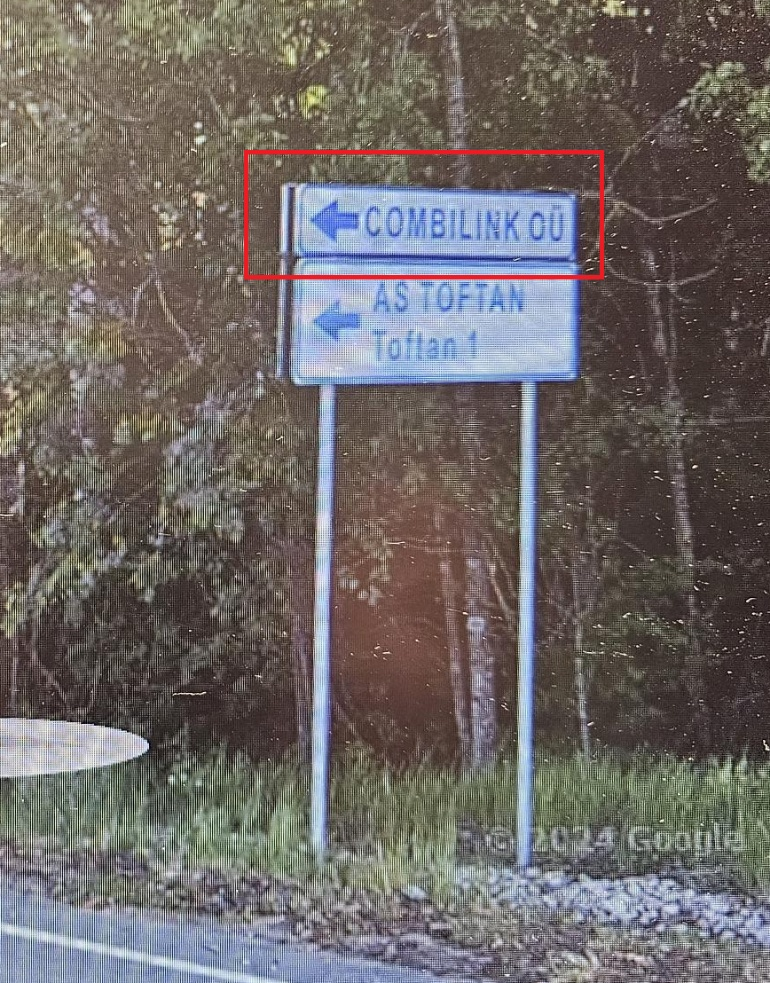 COMBILINK OÜ
AS TOFTAN
Toftan 1
© 2024 Google